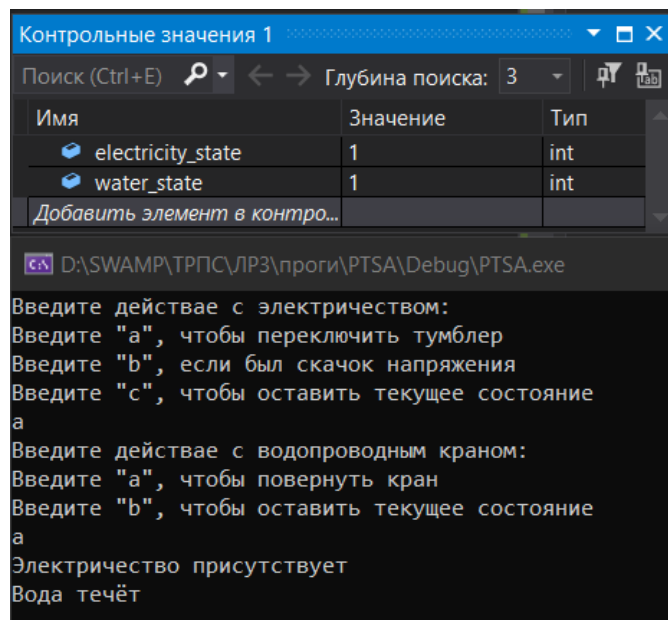 Контрольные значения 1
Поиск (Ctrl+E) Глубина поиска: 3
Имя Значение Тип
electricity_state 1 int
water_state 1 int
Добавить элемент в контро...
D:\SWAMP\ТРПС\ЛР3\проги\PTSA\Debug\PTSA.exe
Введите действае с электричеством:
Введите "a", чтобы переключить тумблер
Введите "b", если был скачок напряжения
Введите "c", чтобы оставить текущее состояние
a
Введите действае с водопроводным краном:
Введите "a", чтобы повернуть кран
Введите "b", чтобы оставить текущее состояние
a
Электричество присутствует
Вода течёт